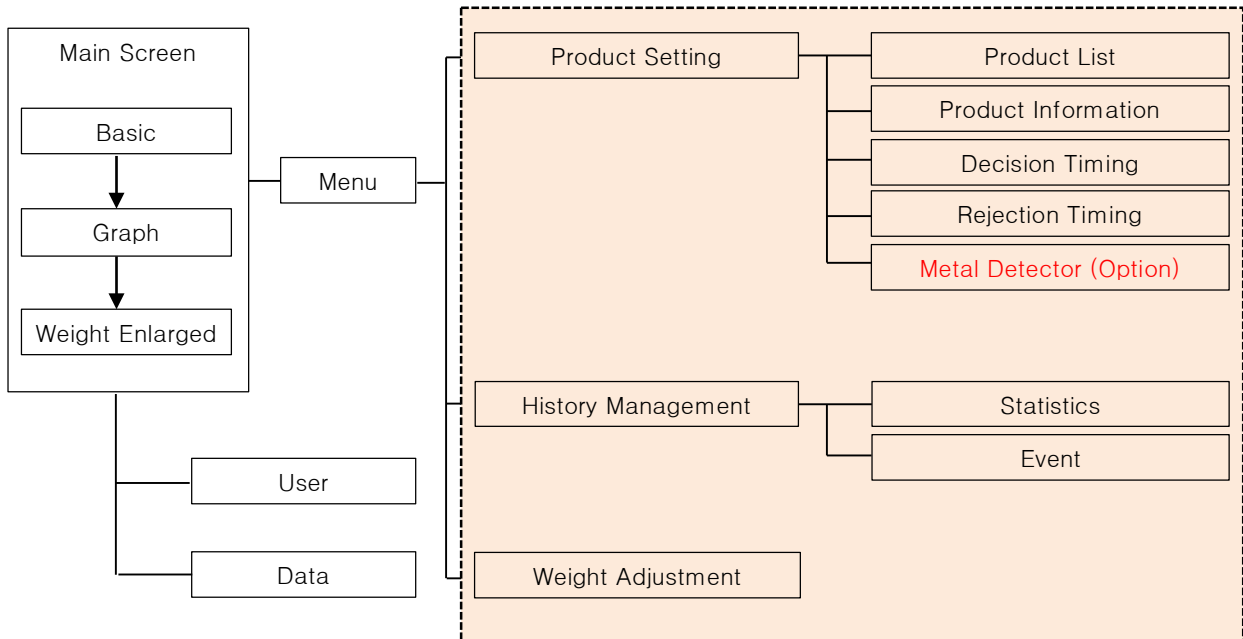 Main Screen
Basic
Graph
Weight Enlarged
Menu
User
Data
Product Setting
Product List
Product Information
Decision Timing
Rejection Timing
Metal Detector (Option)
History Management
Statistics
Event
Weight Adjustment